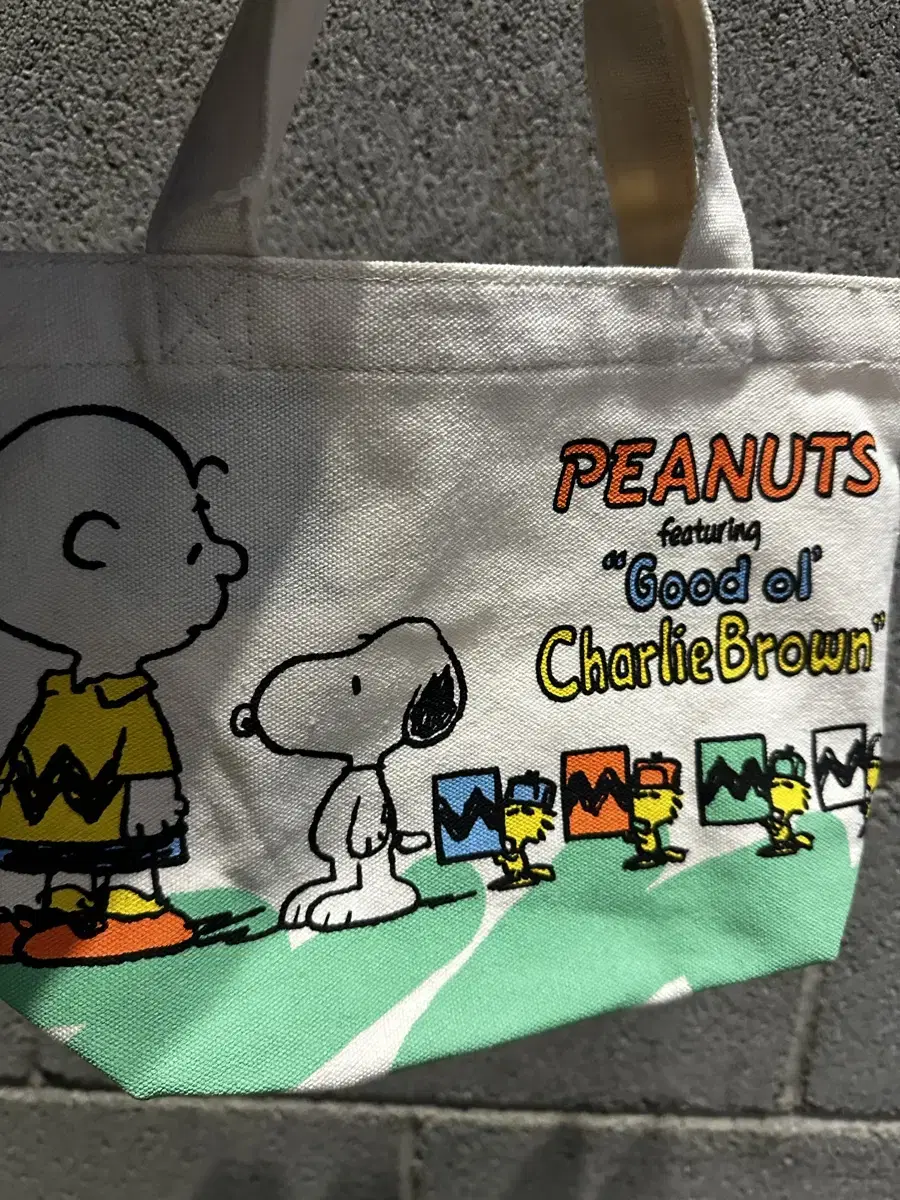 PEANUTS
featuring
"Good ol'
Charlie Brown"